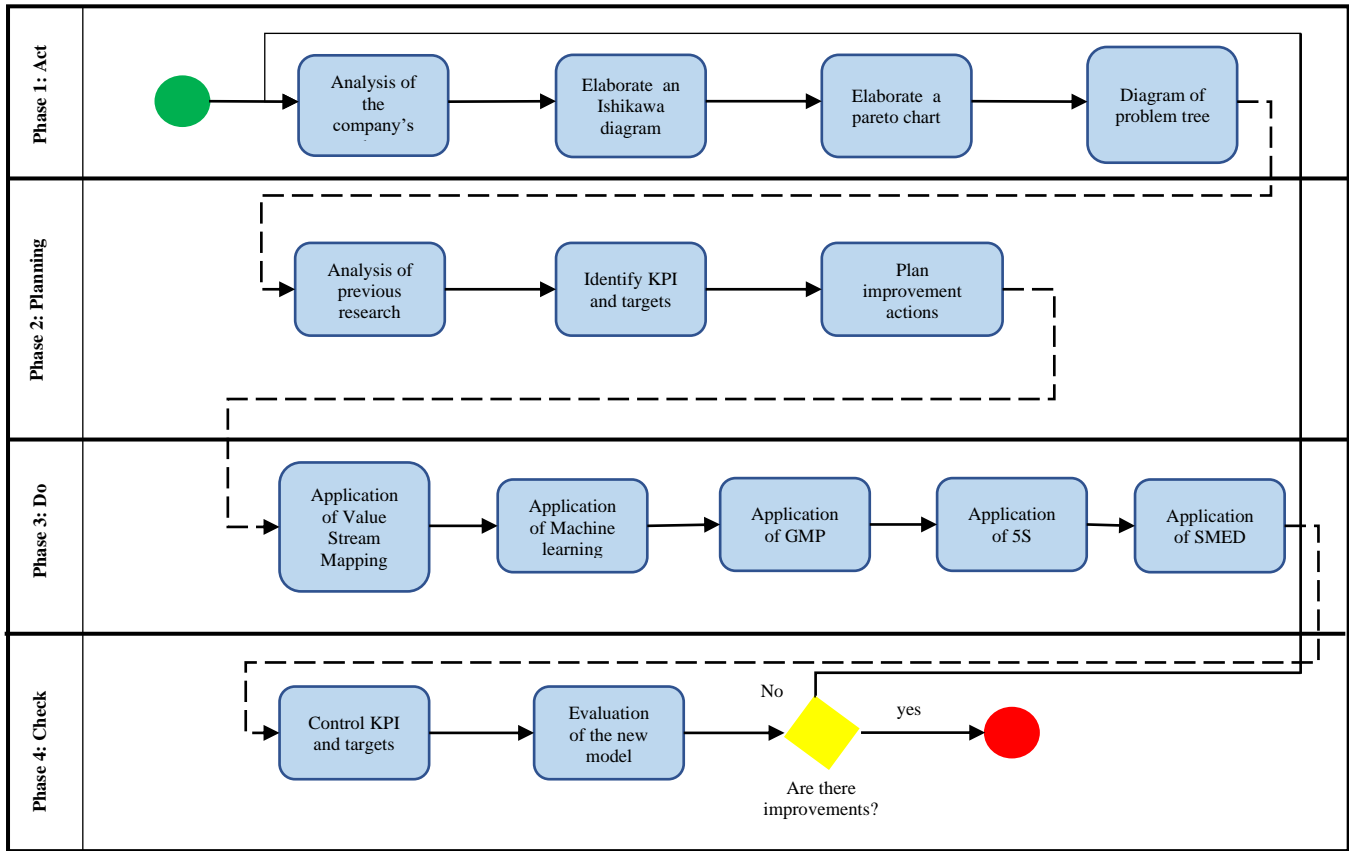 Phase 1: Act
Analysis of
the
company's
Elaborate an
Ishikawa
diagram
Elaborate a
pareto chart
Diagram of
problem tree
Phase 2: Planning
Analysis of
previous
research
Identify KPI
and targets
Plan
improvement
actions
Phase 3: Do
Application
of Value
Stream
Mapping
Application
of Machine
learning
Application
of GMP
Application
of 5S
Application
of SMED
Phase 4: Check
Control KPI
and targets
Evaluation
of the new
model
No
yes
Are there
improvements?